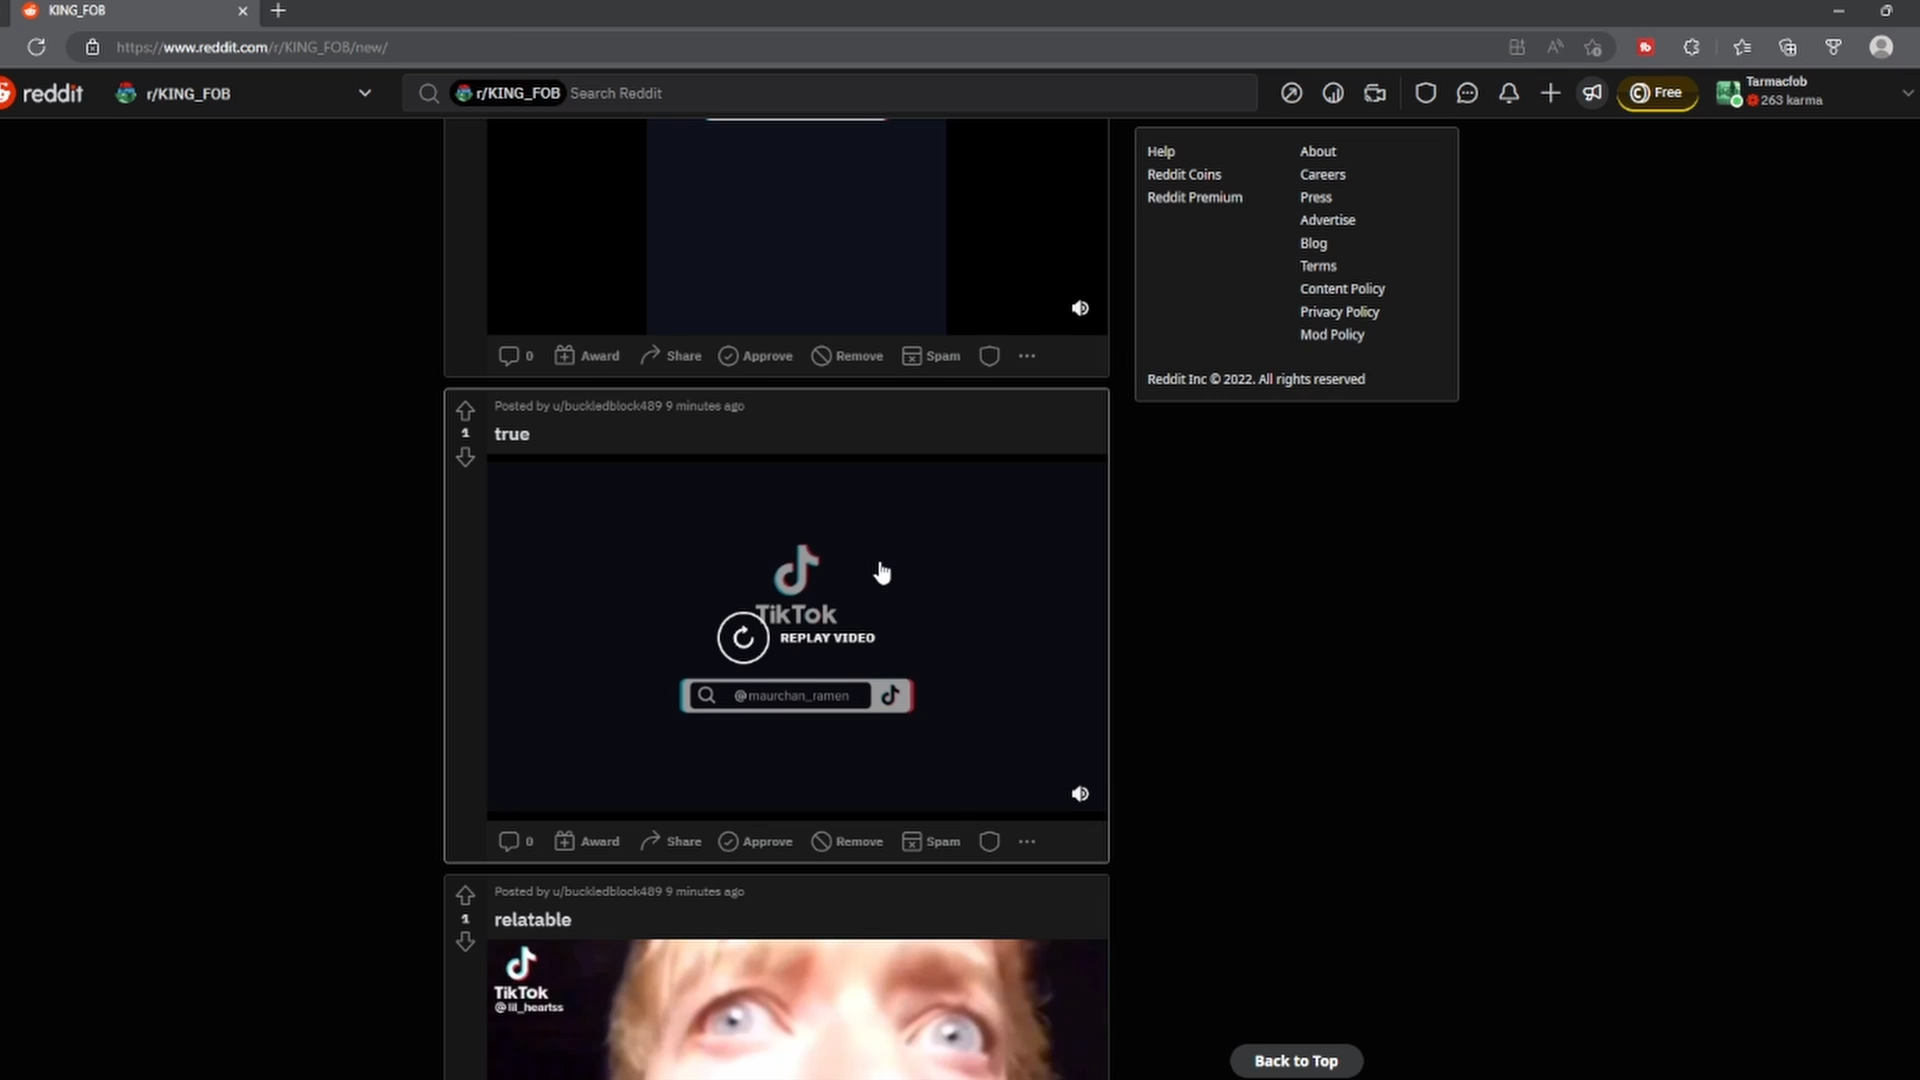 KING_FOB
https://www.reddit.com/r/KING_FOB/new/
reddit
r/KING_FOB
r/KING_FOB Search Reddit
Free
Tarmacfob
263 karma
Help
About
Reddit Coins
Careers
Reddit Premium
Press
Advertise
Blog
Terms
Content Policy
Privacy Policy
Mod Policy
Reddit Inc © 2022. All rights reserved
0 Award Share Approve Remove Spam
Posted by u/buckledblock489 9 minutes ago
1
true
TikTok
REPLAY VIDEO
@maurchan_ramen
0 Award Share Approve Remove Spam
Posted by u/buckledblock489 9 minutes ago
1
relatable
TikTok
@lil_heartss
Back to Top